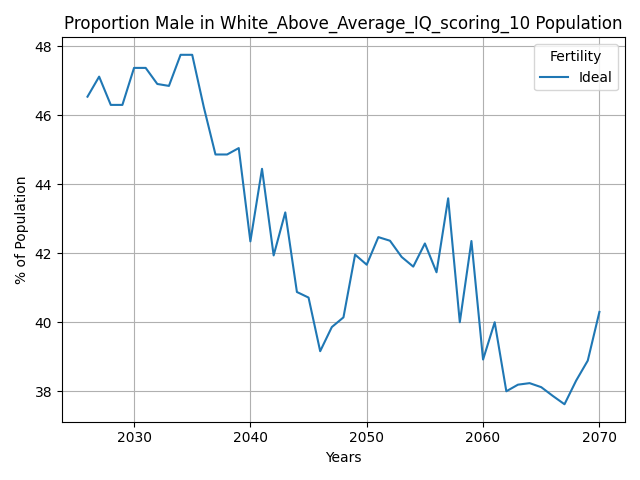 Proportion Male in White_Above_Average_IQ_scoring_10 Population
Fertility
Ideal
48
46
44
42
40
38
% of Population
2030
2040
2050
2060
2070
Years